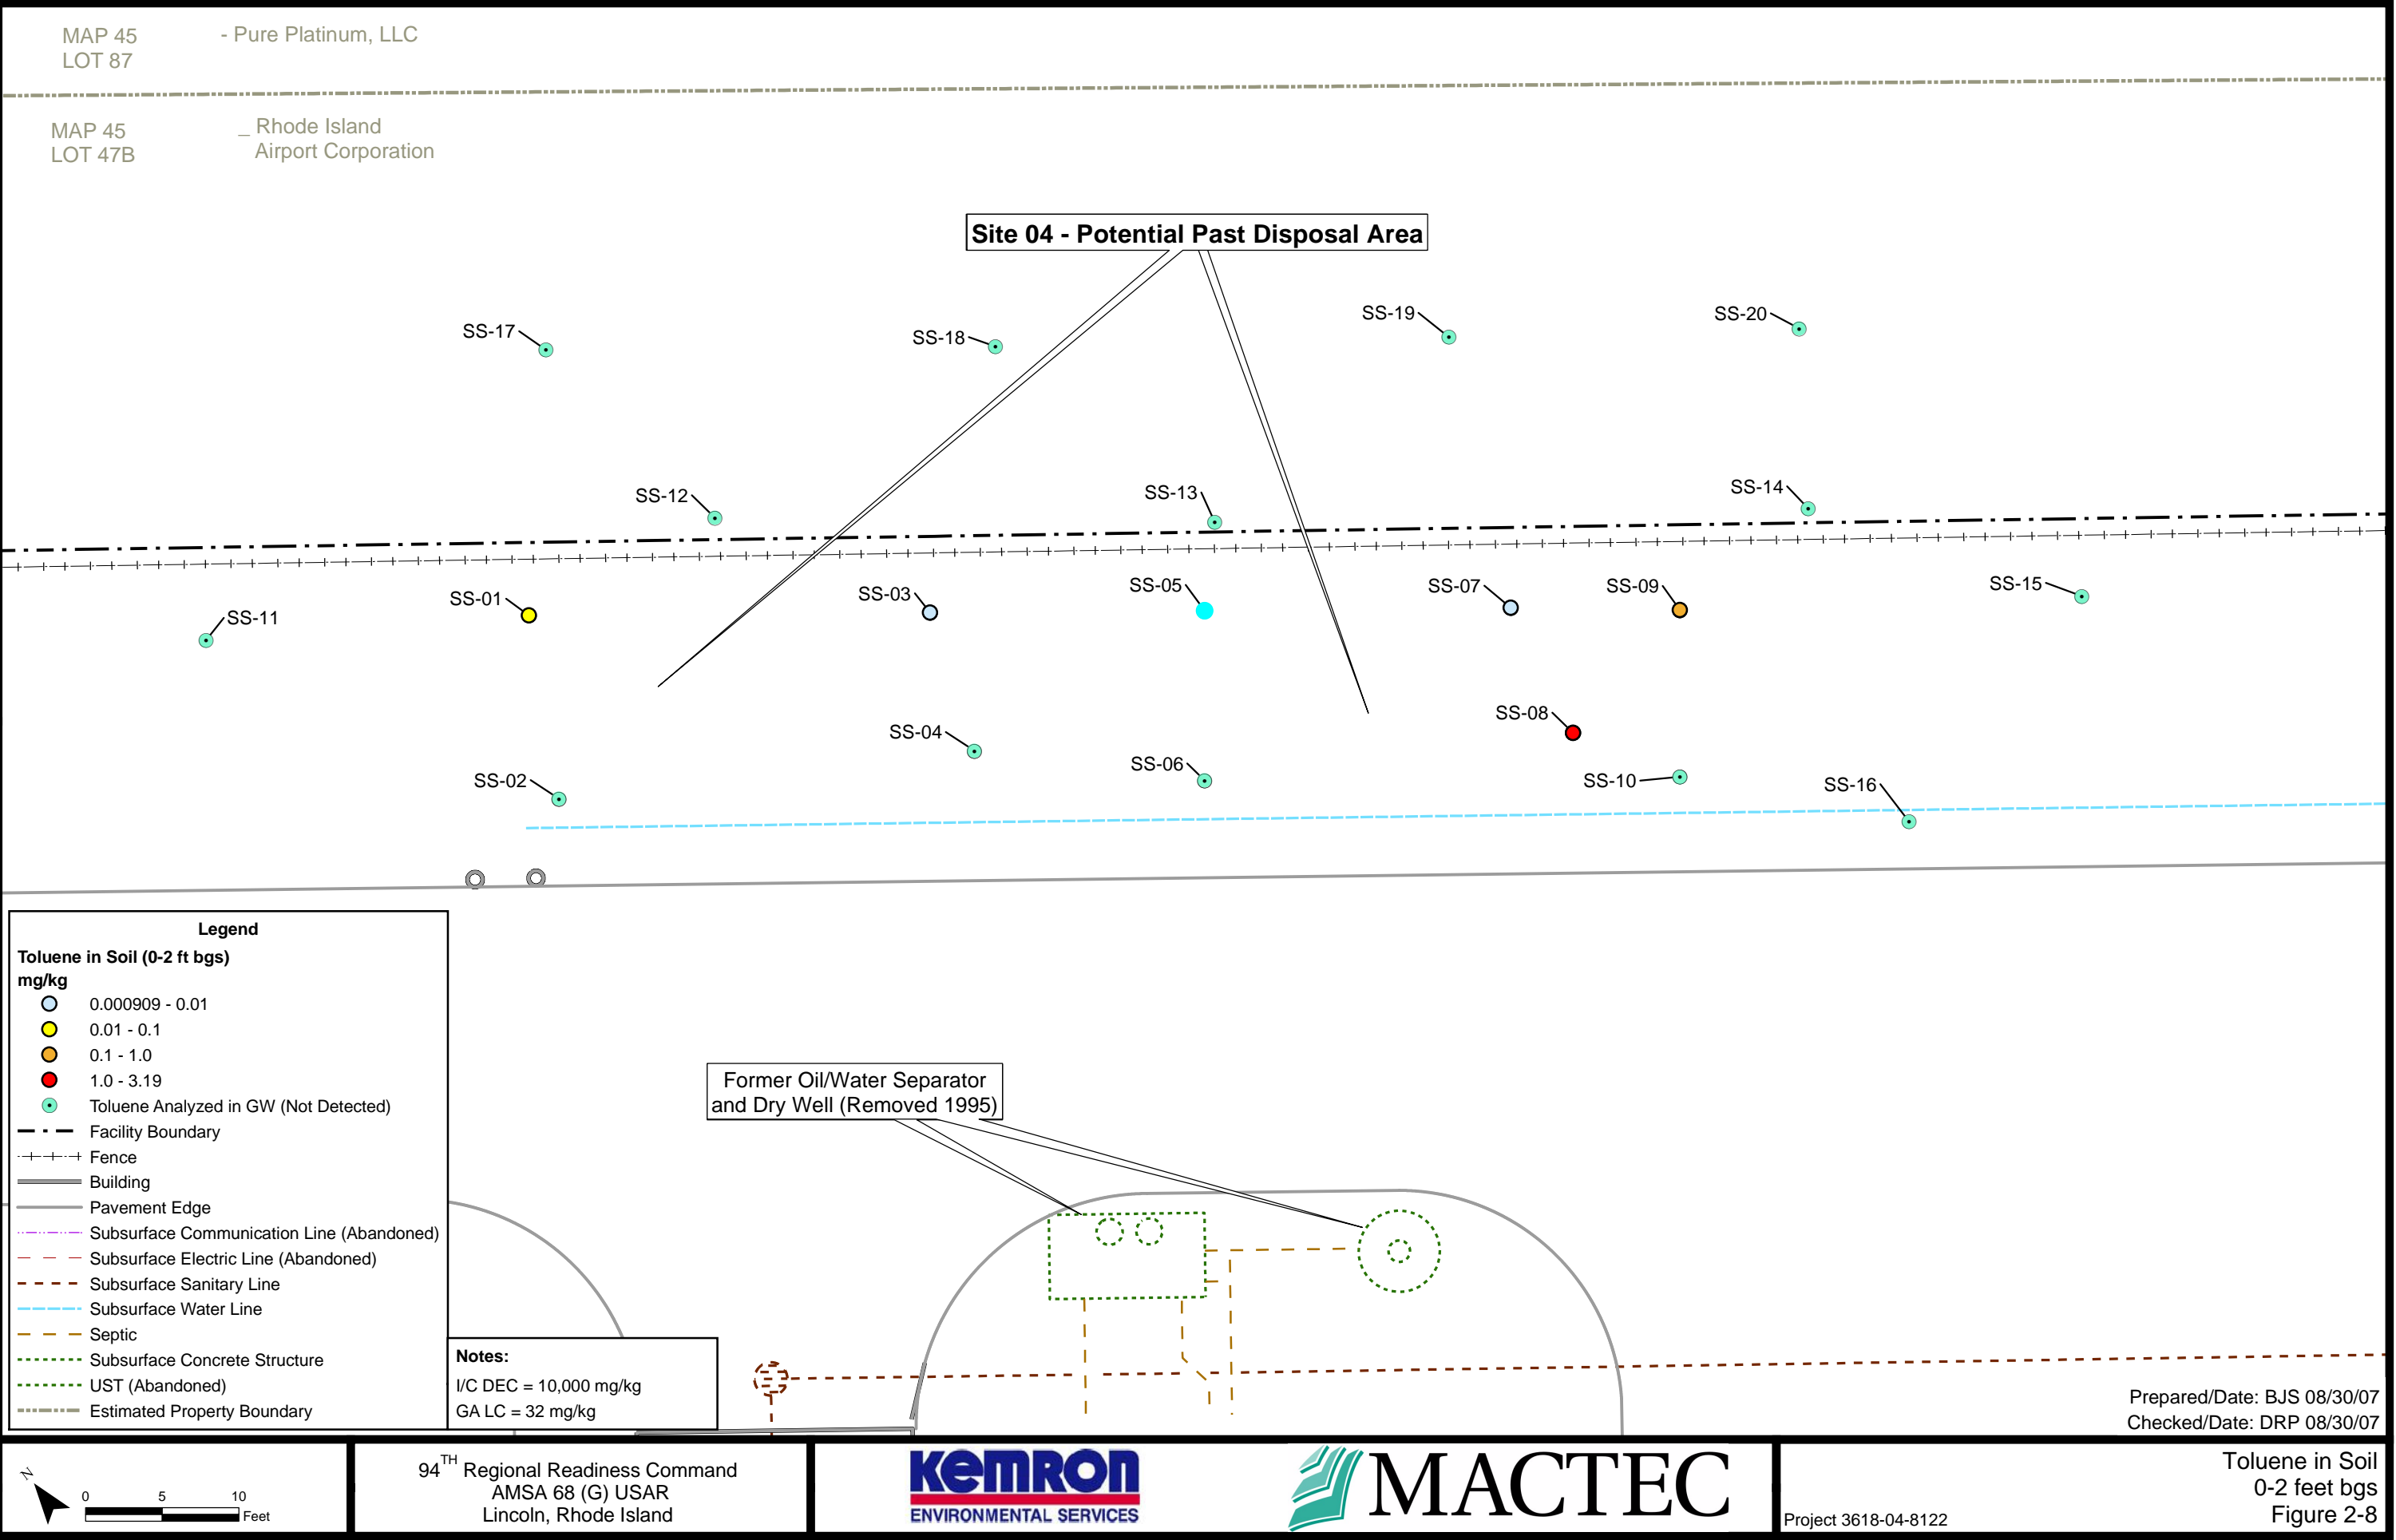 MAP 45
LOT 87
- Pure Platinum, LLC
MAP 45
LOT 47B
_ Rhode Island
Airport Corporation
Site 04 - Potential Past Disposal Area
SS-17
SS-18
SS-19
SS-20
SS-12
SS-13
SS-14
SS-11
SS-01
SS-03
SS-05
SS-07
SS-09
SS-15
SS-04
SS-08
SS-02
SS-06
SS-10
SS-16
Legend
Toluene in Soil (0-2 ft bgs)
mg/kg
0.000909 - 0.01
0.01 - 0.1
0.1 - 1.0
1.0 - 3.19
Toluene Analyzed in GW (Not Detected)
Facility Boundary
Fence
Building
Pavement Edge
Subsurface Communication Line (Abandoned)
Subsurface Electric Line (Abandoned)
Subsurface Sanitary Line
Subsurface Water Line
Septic
Subsurface Concrete Structure
UST (Abandoned)
Estimated Property Boundary
Former Oil/Water Separator
and Dry Well (Removed 1995)
Notes:
I/C DEC = 10,000 mg/kg
GA LC = 32 mg/kg
Prepared/Date: BJS 08/30/07
Checked/Date: DRP 08/30/07
N
0 5 10
Feet
94TH Regional Readiness Command
AMSA 68 (G) USAR
Lincoln, Rhode Island
KEMRON
ENVIRONMENTAL SERVICES
MACTEC
Project 3618-04-8122
Toluene in Soil
0-2 feet bgs
Figure 2-8